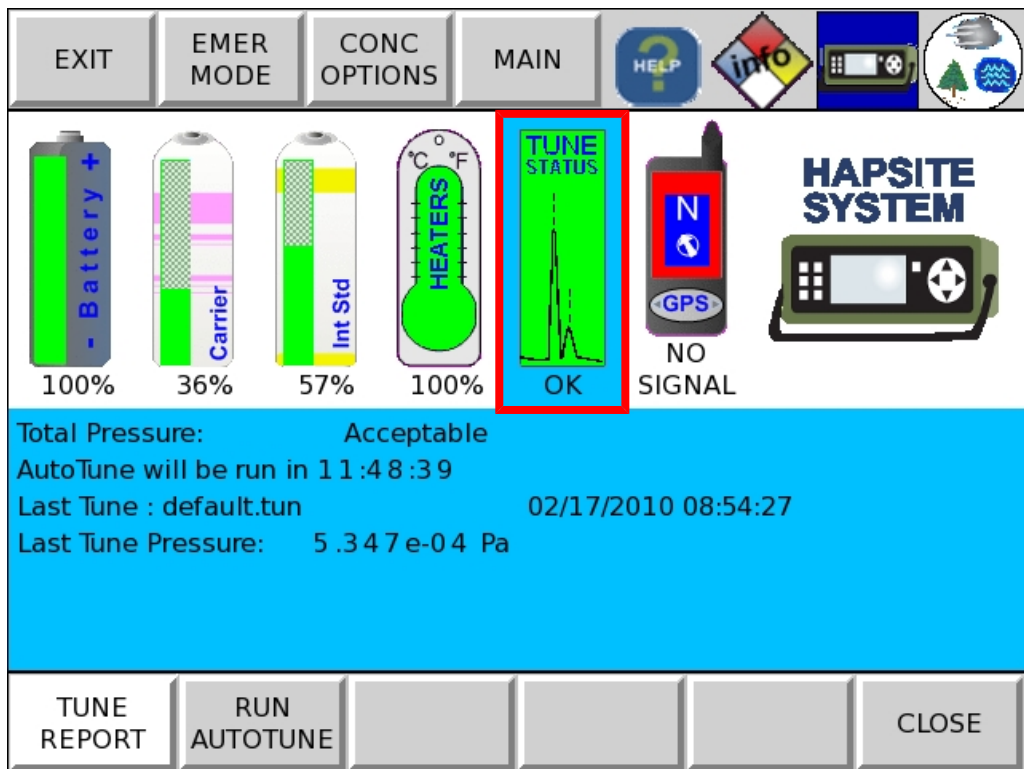 EXIT
EMER
MODE
CONC
OPTIONS
MAIN
?
HELP
info
- Battery +
Carrier
Int Std
°C °F
HEATERS
TUNE
STATUS
N
GPS
HAPSITE
SYSTEM
100%
36%
57%
100%
OK
NO
SIGNAL
Total Pressure: Acceptable
AutoTune will be run in 11:48:39
Last Tune : default.tun 02/17/2010 08:54:27
Last Tune Pressure: 5.347e-04 Pa
TUNE
REPORT
RUN
AUTOTUNE
CLOSE